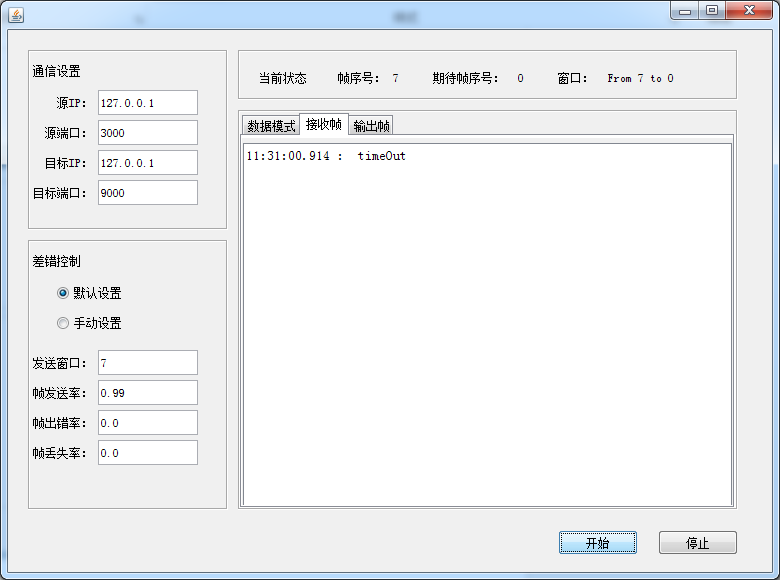 通信设置
源IP: 127.0.0.1
源端口: 3000
目标IP: 127.0.0.1
目标端口: 9000
差错控制
默认设置
手动设置
发送窗口: 7
帧发送率: 0.99
帧出错率: 0.0
帧丢失率: 0.0
当前状态 帧序号: 7 期待帧序号: 0 窗口: From 7 to 0
数据模式 接收帧 输出帧
11:31:00.914 : timeOut
开始 停止